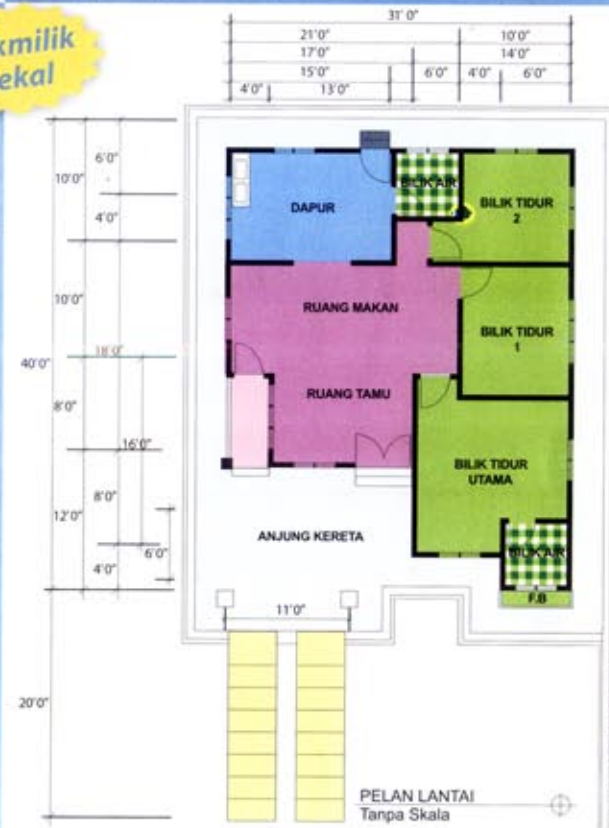 kmilik
ekal
31' 0"
21'0"
10'0"
17'0"
14'0"
15'0"
6'0"
4'0"
6'0"
4'0"
13'0"
6'0"
10'0"
4'0"
10'0"
18'0"
40'0"
8'0"
16'0"
8'0"
12'0"
6'0"
4'0"
20'0"
DAPUR
BILIK AIR
BILIK TIDUR
2
RUANG MAKAN
BILIK TIDUR
1
RUANG TAMU
BILIK TIDUR
UTAMA
ANJUNG KERETA
BILIK AIR
F.B
11'0"
PELAN LANTAI
Tanpa Skala